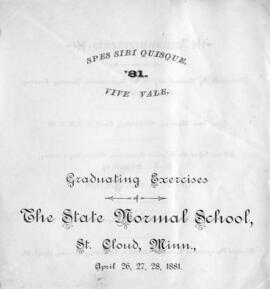 SPES SIBI QUISQUE.
'81.
VIVE VALE.
Graduating Exercises
of
The State Normal School,
St. Cloud, Minn.,
April 26, 27, 28, 1881.